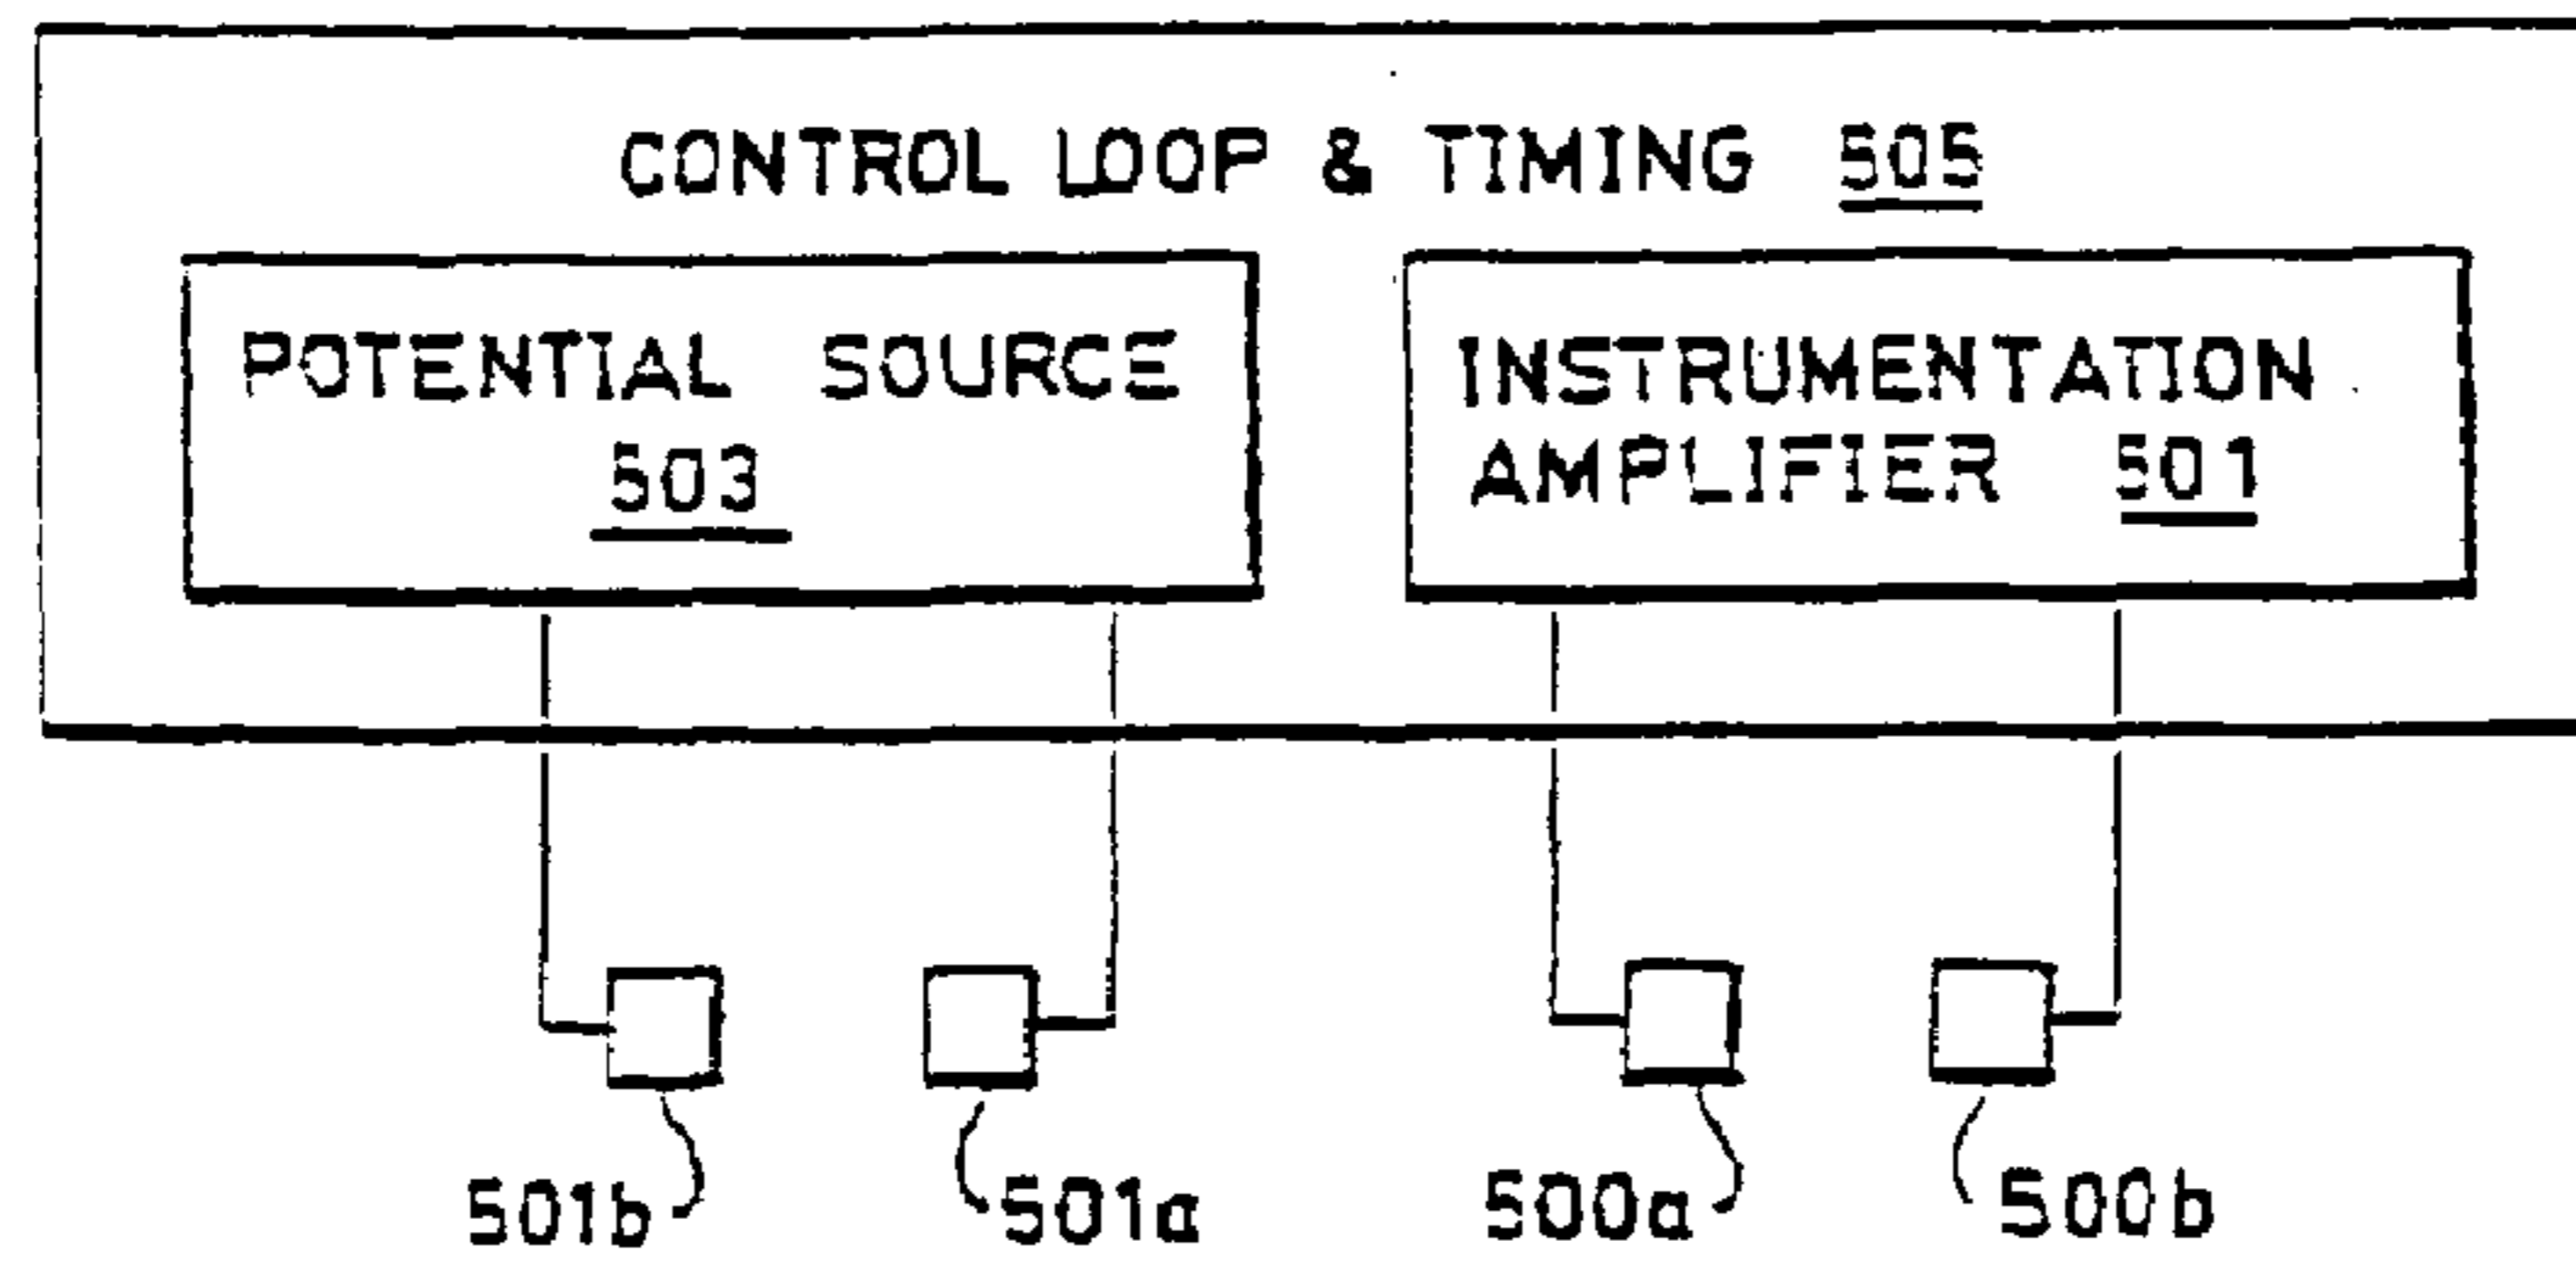 CONTROL LOOP & TIMING 505
POTENTIAL SOURCE
503
INSTRUMENTATION
AMPLIFIER 501
501b
501a
500a
500b